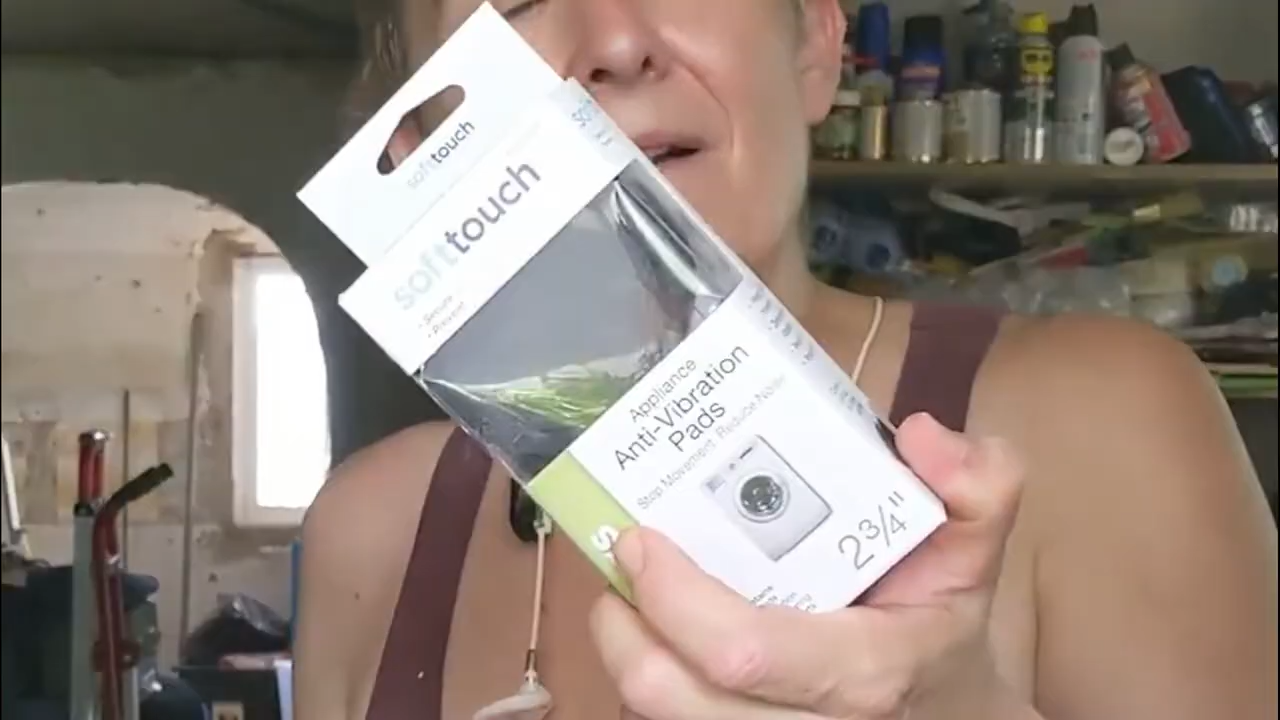 softtouch
softtouch
• Secure
• Prevent
Appliance
Anti-Vibration
Pads
Stop Movement. Reduce Noise
2¾"